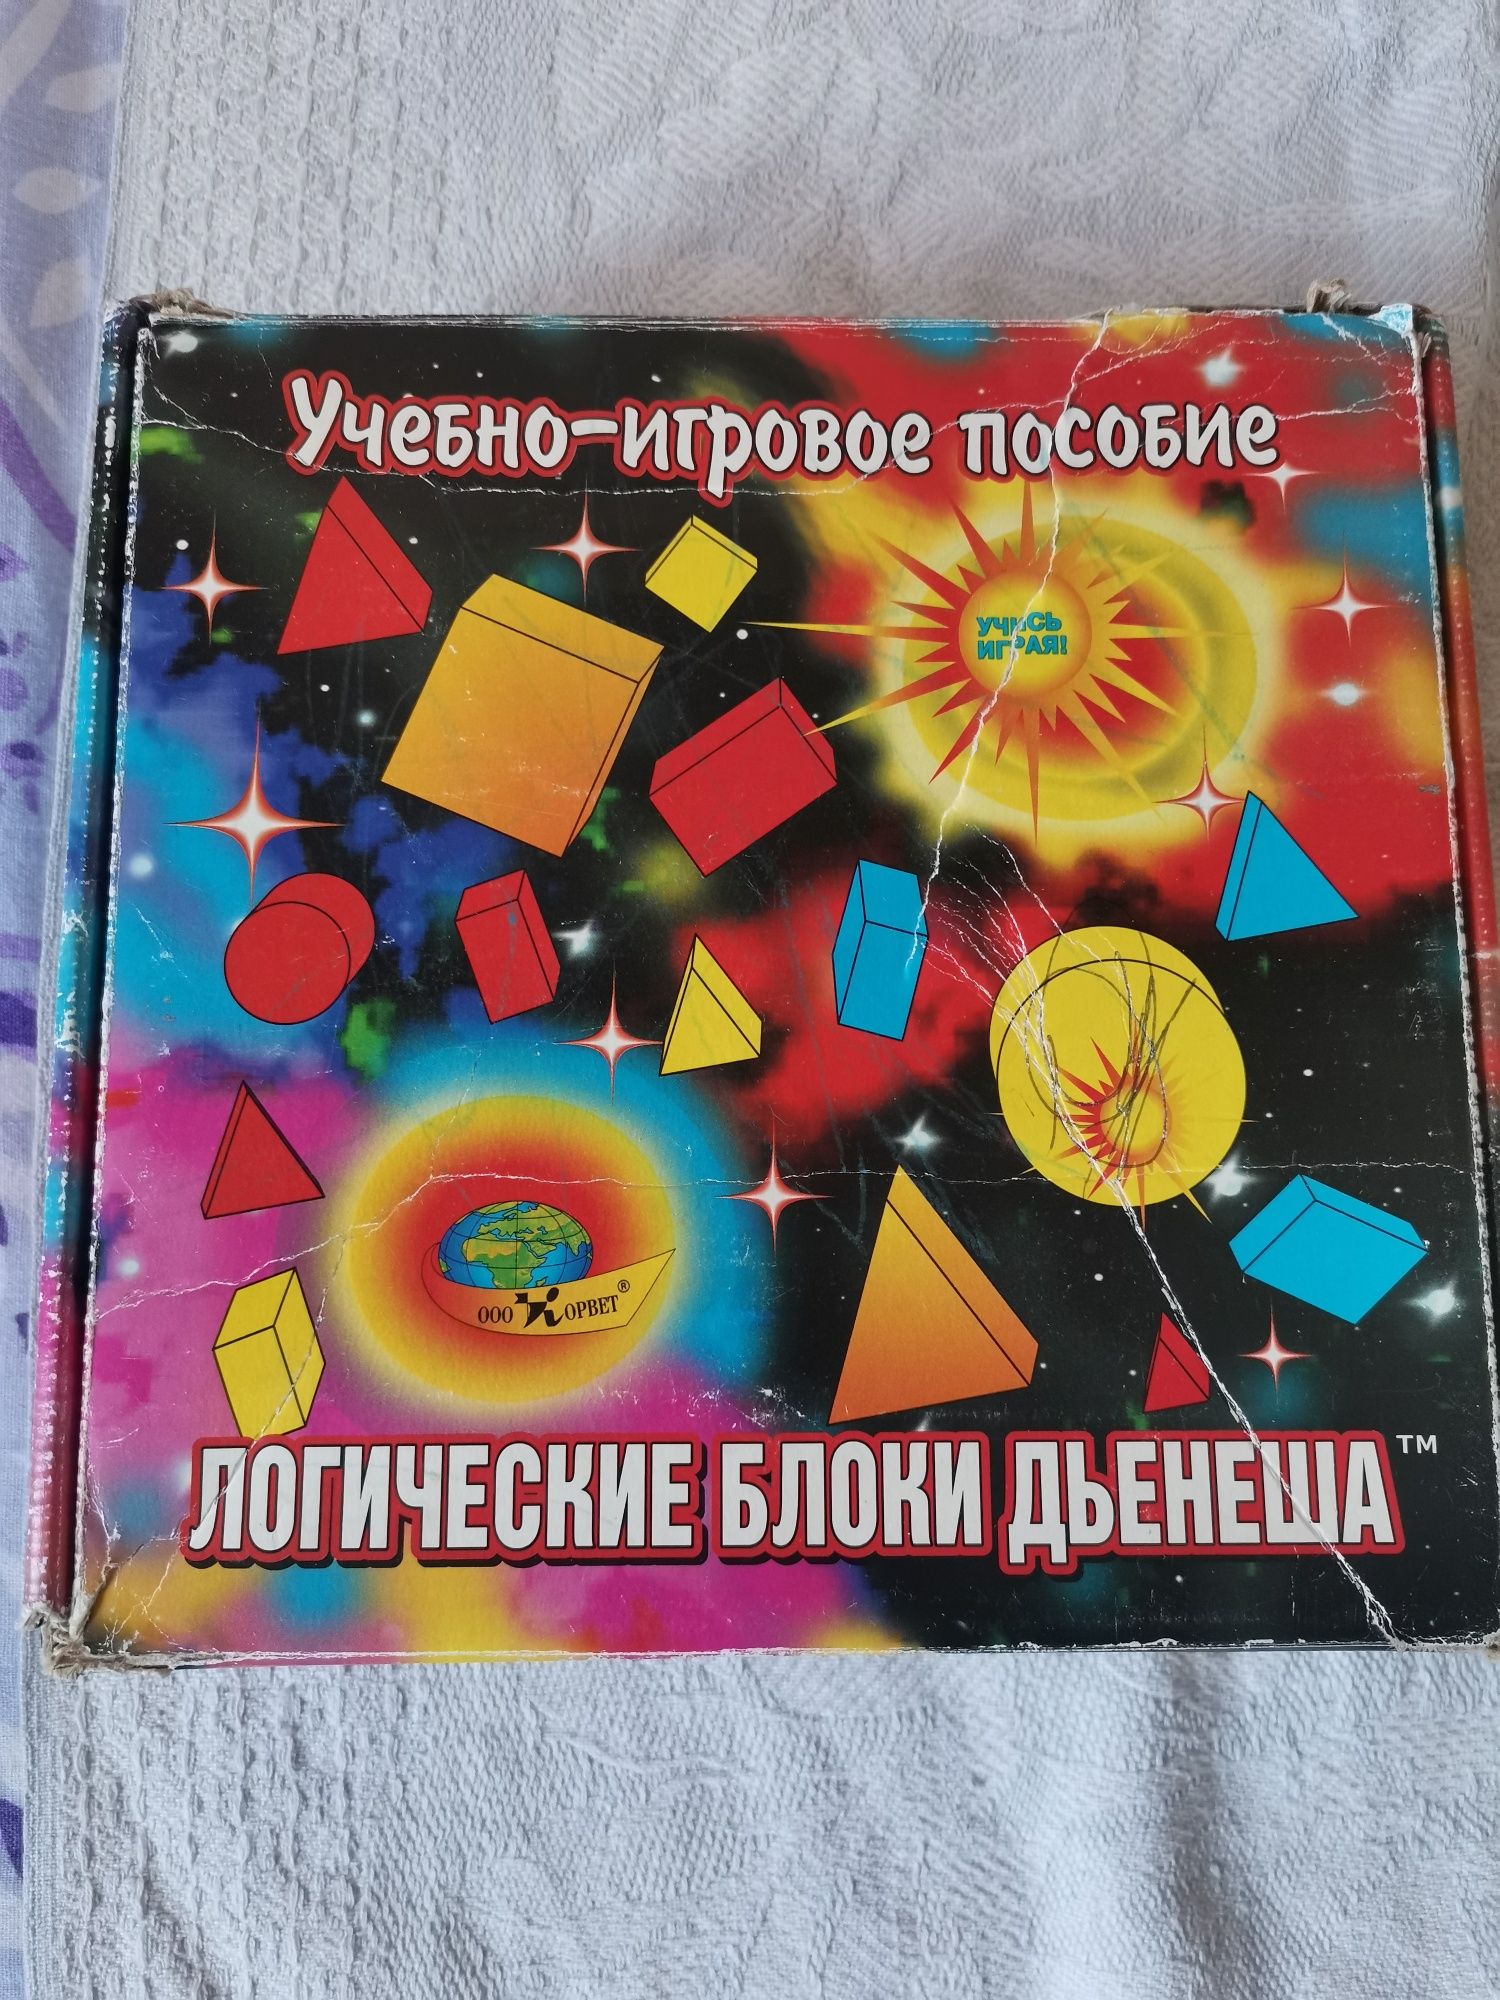 Учебно-игровое пособие
УЧИСЬ
ИГРАЯ!
ООО КОРВЕТ®
ЛОГИЧЕСКИЕ БЛОКИ ДЬЕНЕША™